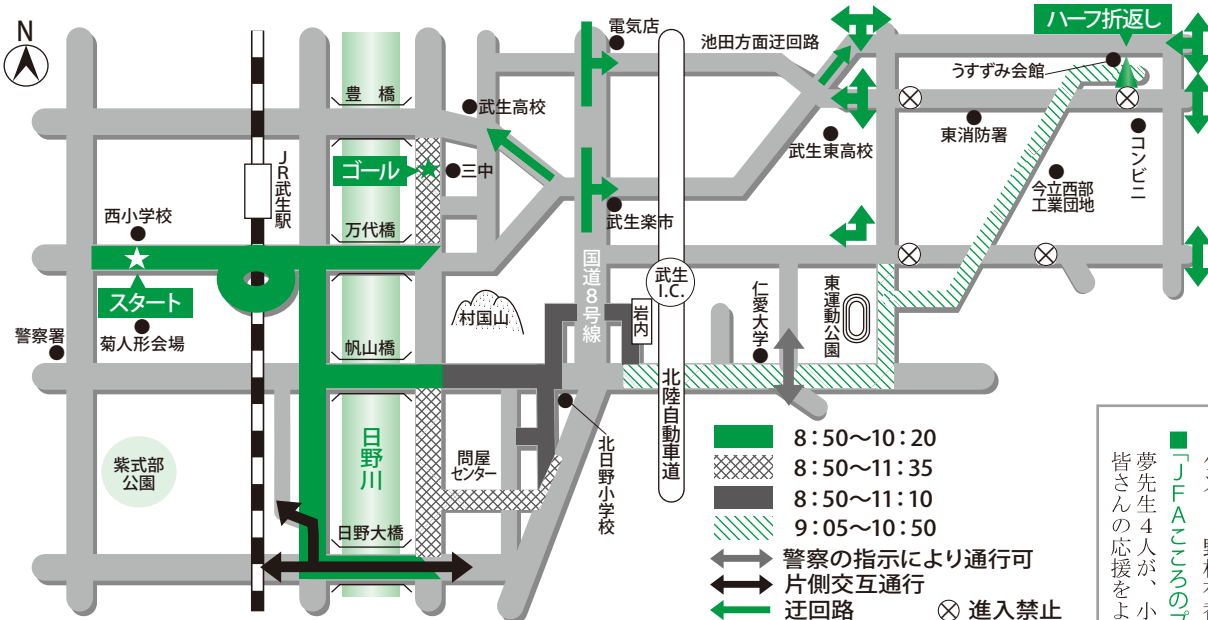 N
電気店
池田方面迂回路
ハーフ折返し
うすずみ会館
豊 橋
武生高校
東消防署
武生東高校
コンビニ
JR武生駅
ゴール
三中
今立西部
工業団地
西小学校
万代橋
武生楽市
国道8号線
スタート
武生
I.C.
仁愛大学
東運動公園
村国山
岩内
警察署
菊人形会場
帆山橋
北陸自動車道
紫式部
公園
日野川
問屋
センター
北日野小学校
日野大橋
8:50〜10:20
8:50〜11:35
8:50〜11:10
9:05〜10:50
警察の指示により通行可
片側交互通行
迂回路
進入禁止
■「JFAこころのプ
夢先生4人が、小
皆さんの応援をよ